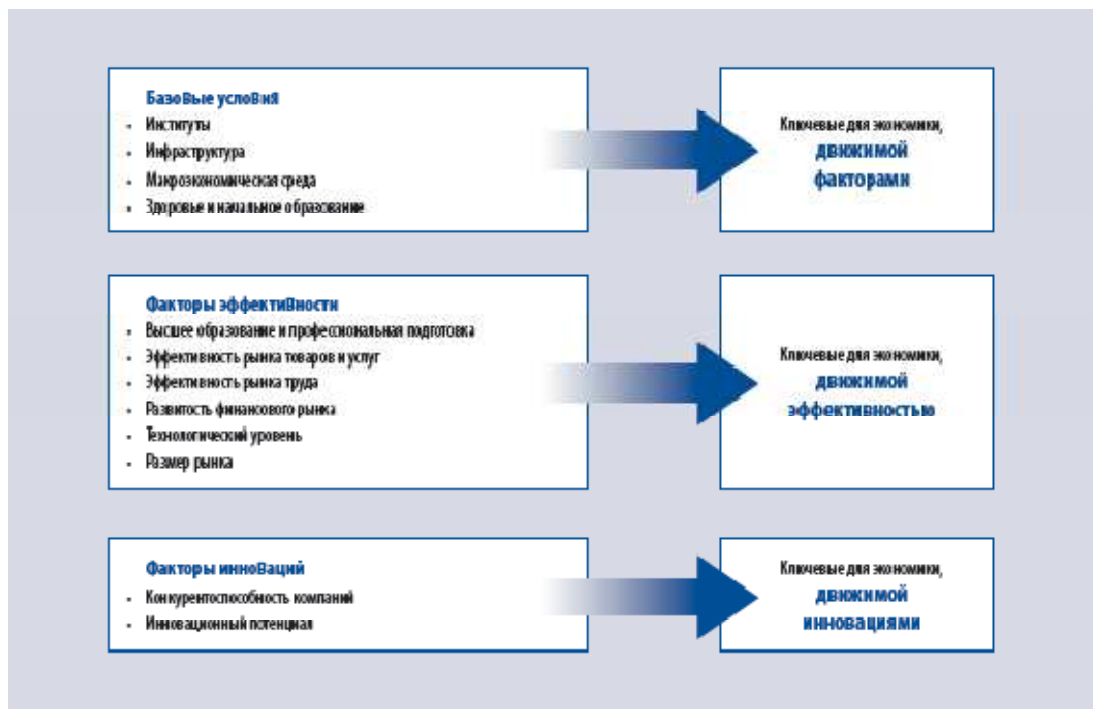 Базовые условия
• Институты
• Инфраструктура
• Макроэкономическая среда
• Здоровье и начальное образование
Ключевые для экономики,
движимой
факторами
Факторы эффективности
• Высшее образование и профессиональная подготовка
• Эффективность рынка товаров и услуг
• Эффективность рынка труда
• Развитость финансового рынка
• Технологический уровень
• Размер рынка
Ключевые для экономики,
движимой
эффективностью
Факторы инноваций
• Конкурентоспособность компаний
• Инновационный потенциал
Ключевые для экономики,
движимой
инновациями